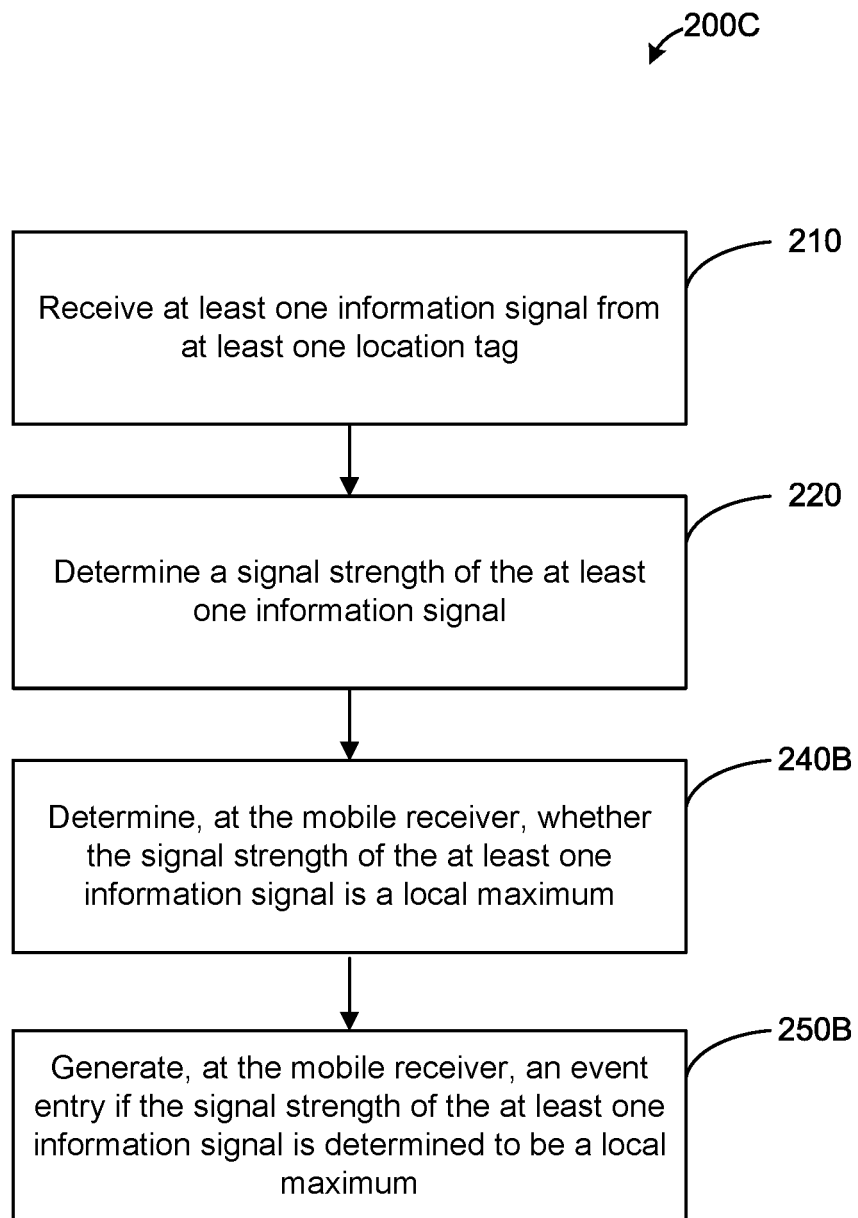 200C
210
Receive at least one information signal from
at least one location tag
220
Determine a signal strength of the at least
one information signal
240B
Determine, at the mobile receiver, whether
the signal strength of the at least one
information signal is a local maximum
250B
Generate, at the mobile receiver, an event
entry if the signal strength of the at least one
information signal is determined to be a local
maximum